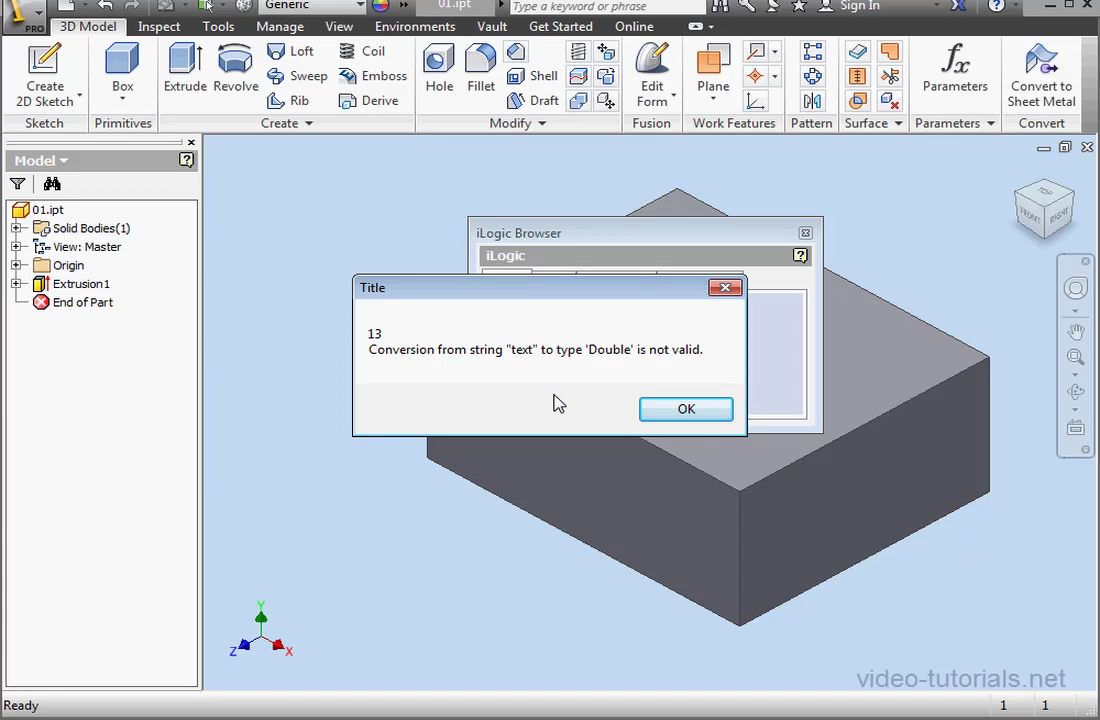 Generic
01.ipt
Type a keyword or phrase
Sign In
PRO
3D Model
Inspect
Tools
Manage
View
Environments
Vault
Get Started
Online
Create
2D Sketch
Box
Extrude
Revolve
Loft
Sweep
Rib
Coil
Emboss
Derive
Hole
Fillet
Shell
Draft
Edit
Form
Plane
Parameters
Convert to
Sheet Metal
Sketch
Primitives
Create
Modify
Fusion
Work Features
Pattern
Surface
Parameters
Convert
Model
01.ipt
Solid Bodies(1)
View: Master
Origin
Extrusion1
End of Part
TOP
FRONT
RIGHT
iLogic Browser
iLogic
Title
13
Conversion from string "text" to type 'Double' is not valid.
OK
Y
Z
X
video-tutorials.net
Ready
1
1